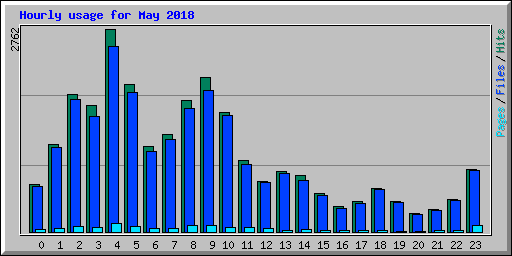 Hourly usage for May 2018
2762
Pages/Files/Hits
0 1 2 3 4 5 6 7 8 9 10 11 12 13 14 15 16 17 18 19 20 21 22 23